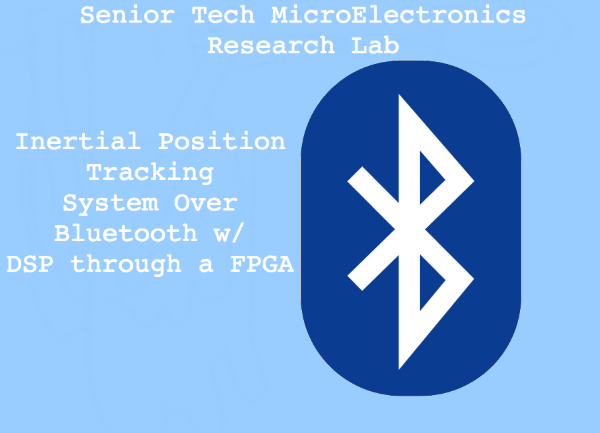 Senior Tech MicroElectronics
Research Lab
Inertial Position
Tracking
System Over
Bluetooth w/
DSP through a FPGA